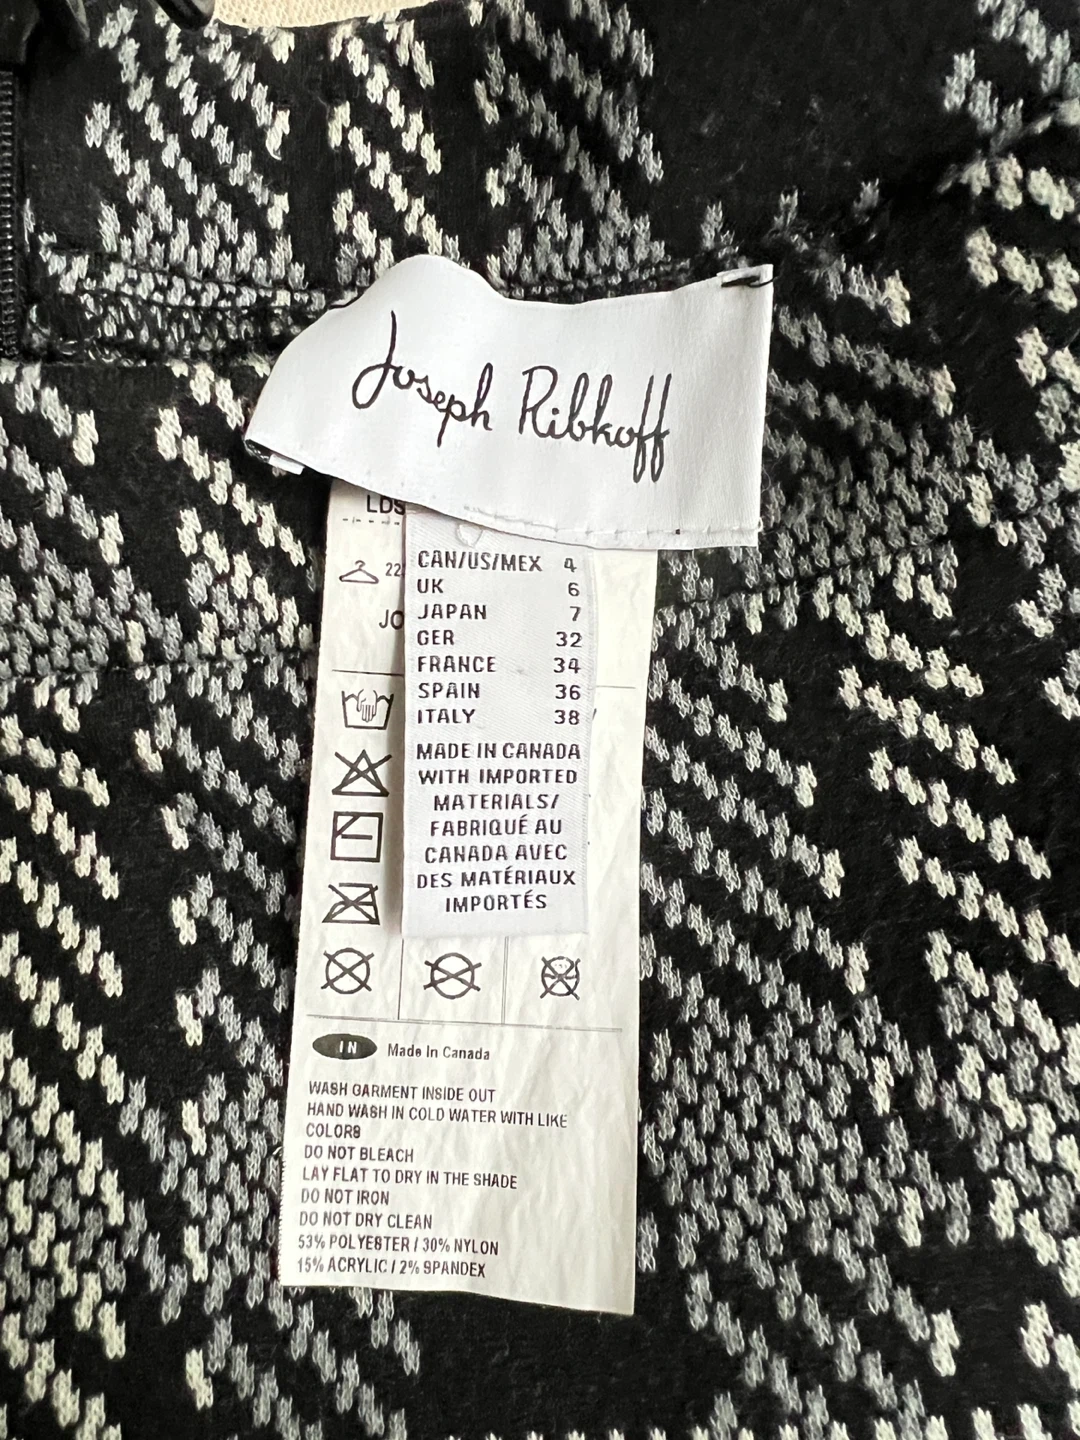 Joseph Ribkoff
LDS
22
JO
CAN/US/MEX 4
UK 6
JAPAN 7
GER 32
FRANCE 34
SPAIN 36
ITALY 38
MADE IN CANADA
WITH IMPORTED
MATERIALS/
FABRIQUÉ AU
CANADA AVEC
DES MATÉRIAUX
IMPORTÉS
IN Made In Canada
WASH GARMENT INSIDE OUT
HAND WASH IN COLD WATER WITH LIKE
COLORS
DO NOT BLEACH
LAY FLAT TO DRY IN THE SHADE
DO NOT IRON
DO NOT DRY CLEAN
53% POLYESTER / 30% NYLON
15% ACRYLIC / 2% SPANDEX